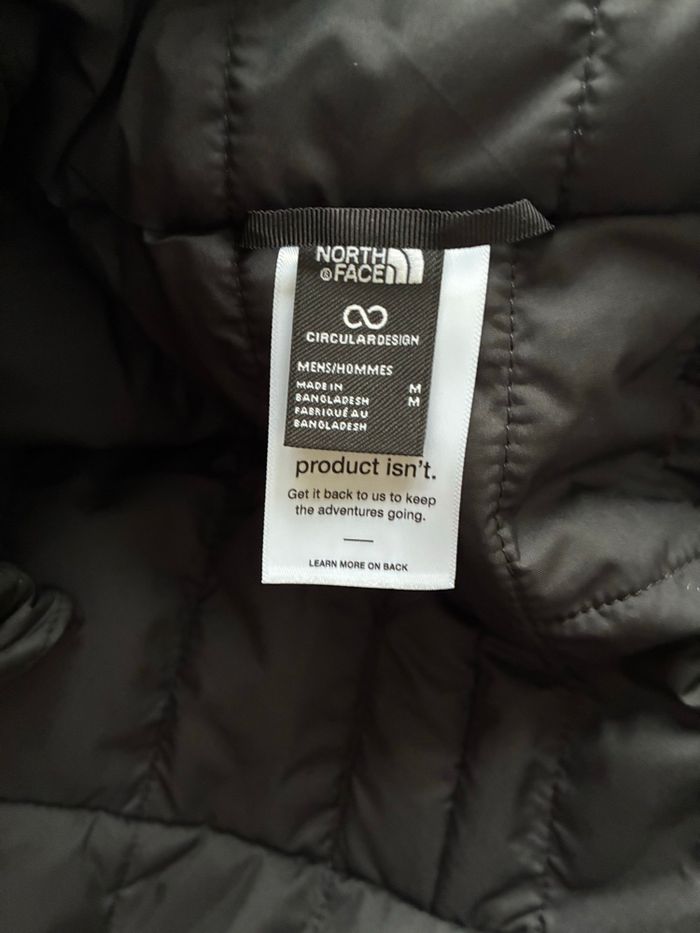 NORTH
® FACE
CIRCULARDESIGN
MENS/HOMMES
MADE IN M
BANGLADESH M
FABRIQUÉ AU
BANGLADESH
product isn't.
Get it back to us to keep
the adventures going.
LEARN MORE ON BACK